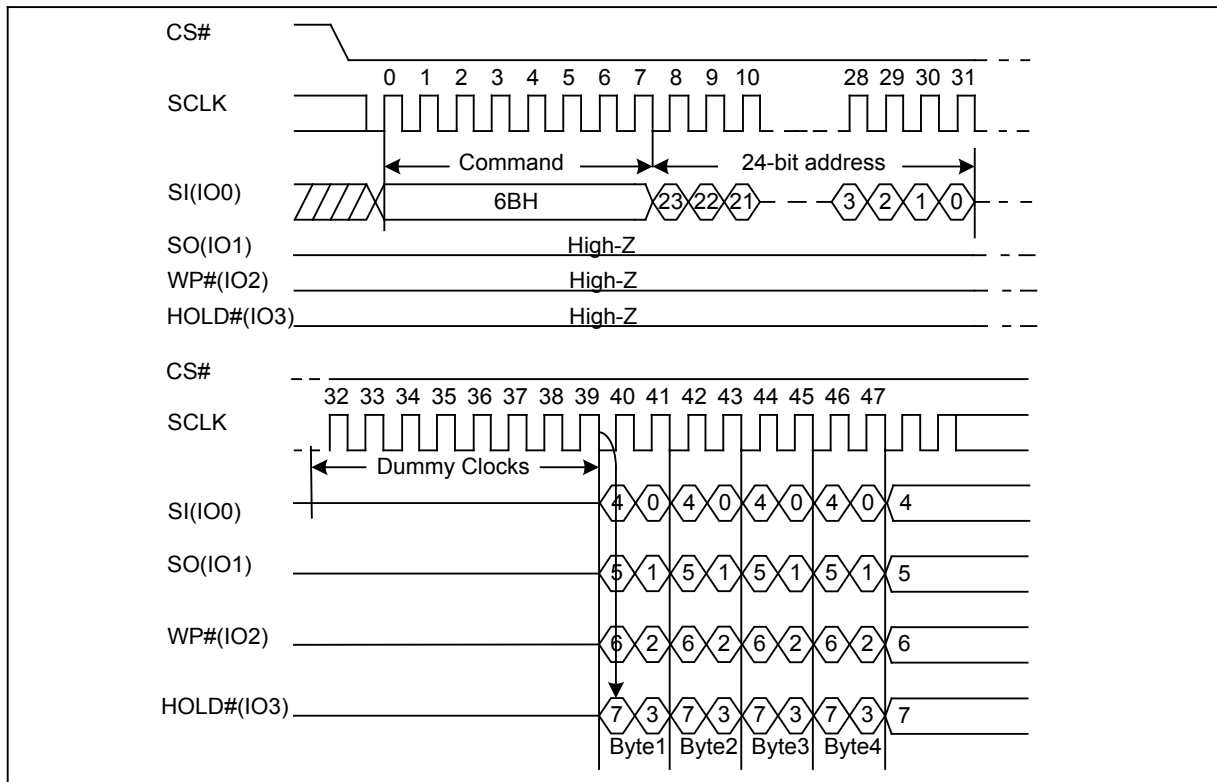 CS#
0 1 2 3 4 5 6 7 8 9 10 28 29 30 31
SCLK
Command 24-bit address
SI(IO0) 6BH 23 22 21 3 2 1 0
SO(IO1) High-Z
WP#(IO2) High-Z
HOLD#(IO3) High-Z
CS#
32 33 34 35 36 37 38 39 40 41 42 43 44 45 46 47
SCLK
Dummy Clocks
SI(IO0) 4 0 4 0 4 0 4 0 4
SO(IO1) 5 1 5 1 5 1 5 1 5
WP#(IO2) 6 2 6 2 6 2 6 2 6
HOLD#(IO3) 7 3 7 3 7 3 7 3 7
Byte1 Byte2 Byte3 Byte4